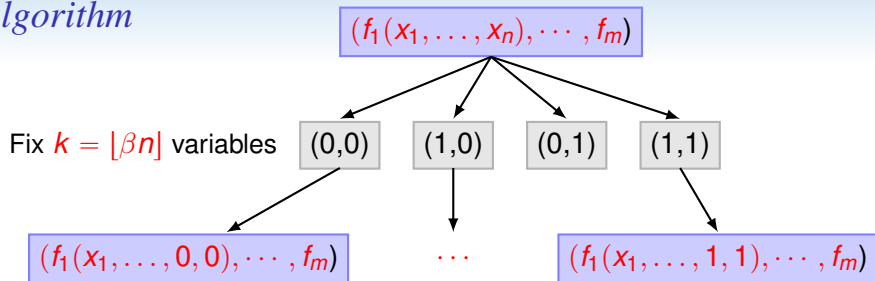 lgorithm
(f₁(x₁, . . . , xₙ), · · · , fₘ)
Fix k = ⌊βn⌋ variables (0,0) (1,0) (0,1) (1,1)
(f₁(x₁, . . . , 0, 0), · · · , fₘ) · · · (f₁(x₁, . . . , 1, 1), · · · , fₘ)